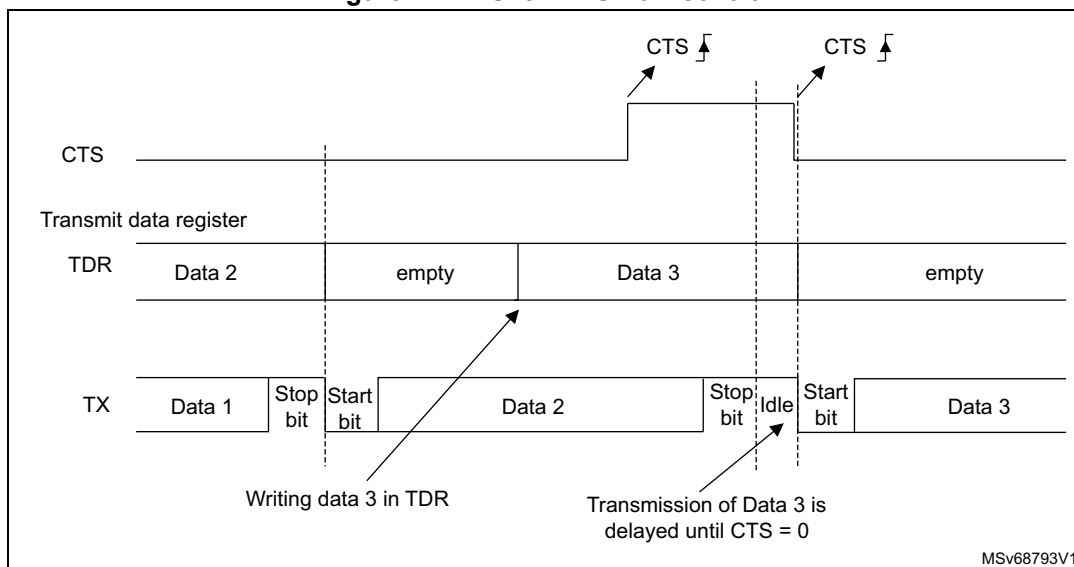 CTS CTS
CTS
Transmit data register
TDR Data 2 empty Data 3 empty
TX Data 1 Stop bit Start bit Data 2 Stop bit Idle Start bit Data 3
Writing data 3 in TDR
Transmission of Data 3 is
delayed until CTS = 0
MSv68793V1